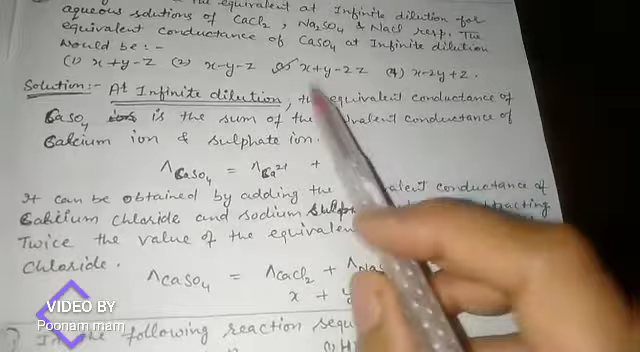 the equivalent at Infinite dilution for
aqueous solutions of CaCl2, Na2SO4 & NaCl resp. The
equivalent conductance of CaSO4 at Infinite dilution
would be :-
(1) x+y-z (2) x-y-z x+y-2z (4) x-2y+z.
Solution:- At Infinite dilution, the equivalent conductance of
CaSO4 is the sum of the conductance of
Calcium ion & sulphate ion.
ΛCaSO4 = ΛCa2+ +
It can be obtained by adding the conductance of
Calcium chloride and sodium
Twice the value of the
chloride.
ΛCaSO4 = ΛCaCl2 +
x +
In the following reaction
VIDEO BY
Poonam mam